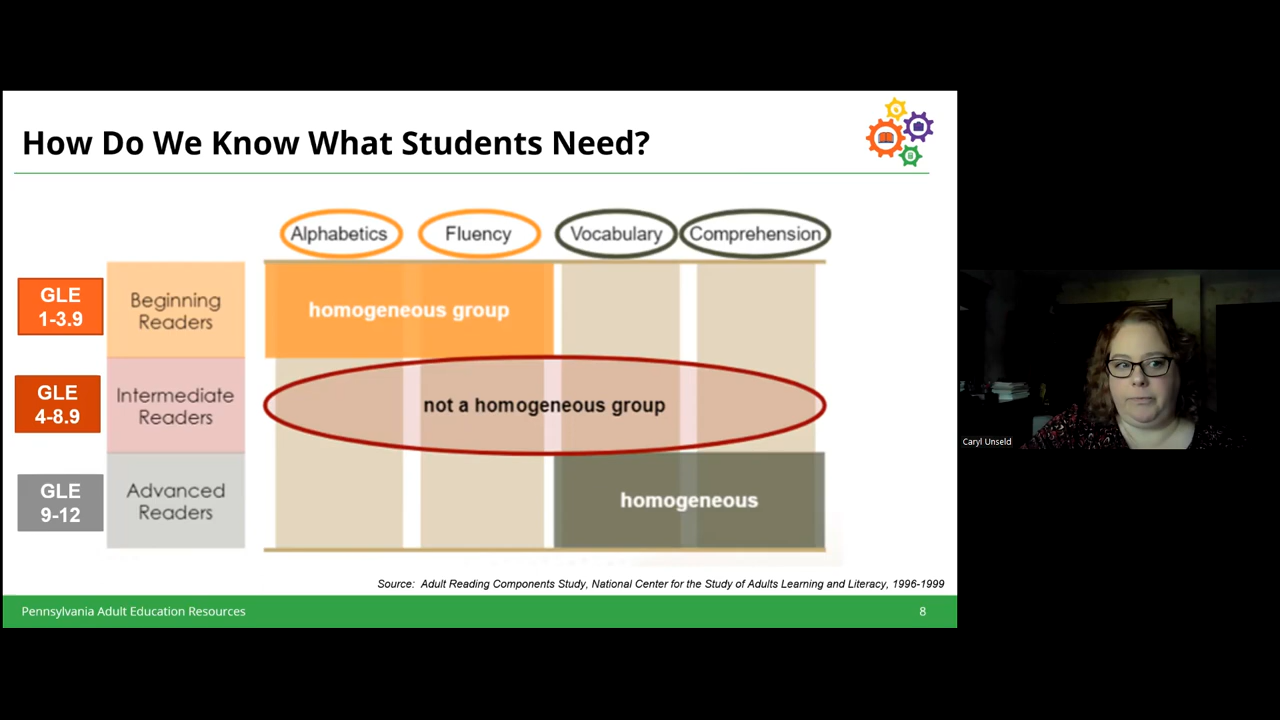 How Do We Know What Students Need?
Alphabetics
Fluency
Vocabulary
Comprehension
GLE
1-3.9
Beginning
Readers
homogeneous group
GLE
4-8.9
Intermediate
Readers
not a homogeneous group
GLE
9-12
Advanced
Readers
homogeneous
Source: Adult Reading Components Study, National Center for the Study of Adults Learning and Literacy, 1996-1999
Pennsylvania Adult Education Resources
8
Caryl Unseld